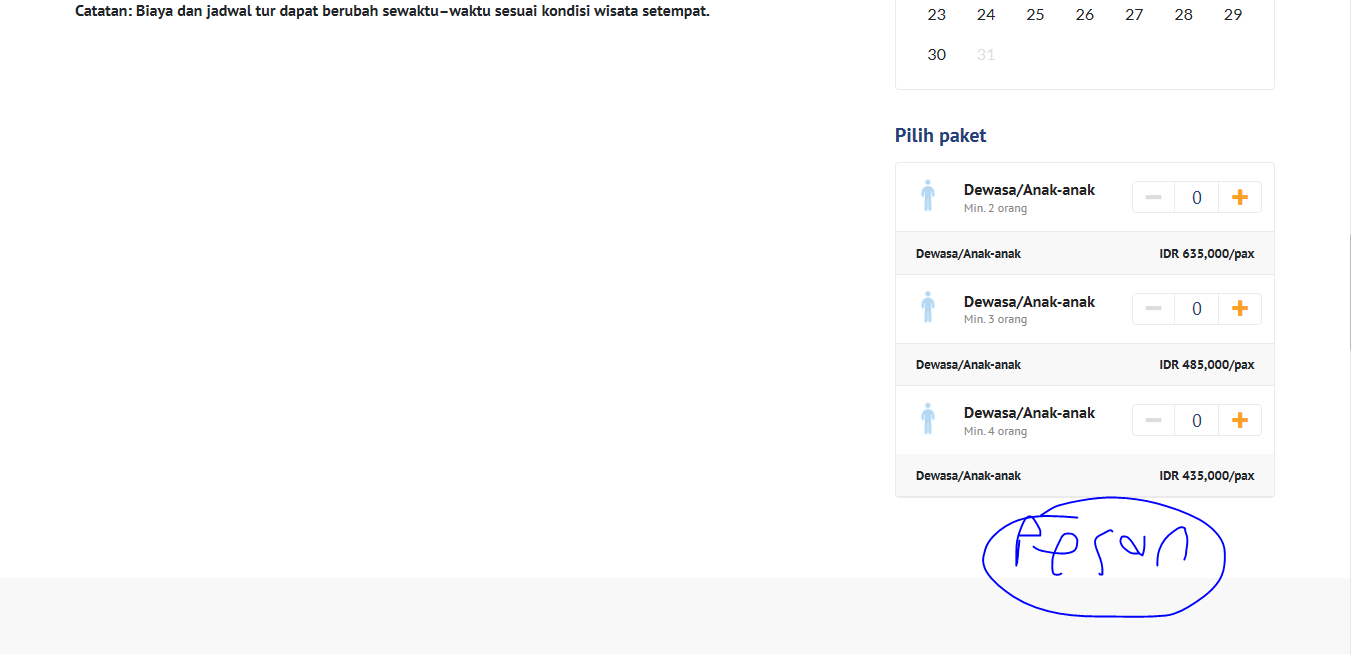 Catatan: Biaya dan jadwal tur dapat berubah sewaktu–waktu sesuai kondisi wisata setempat.
23 24 25 26 27 28 29
30 31
Pilih paket
Dewasa/Anak-anak
Min. 2 orang
0
Dewasa/Anak-anak IDR 635,000/pax
Dewasa/Anak-anak
Min. 3 orang
0
Dewasa/Anak-anak IDR 485,000/pax
Dewasa/Anak-anak
Min. 4 orang
0
Dewasa/Anak-anak IDR 435,000/pax
Pesan